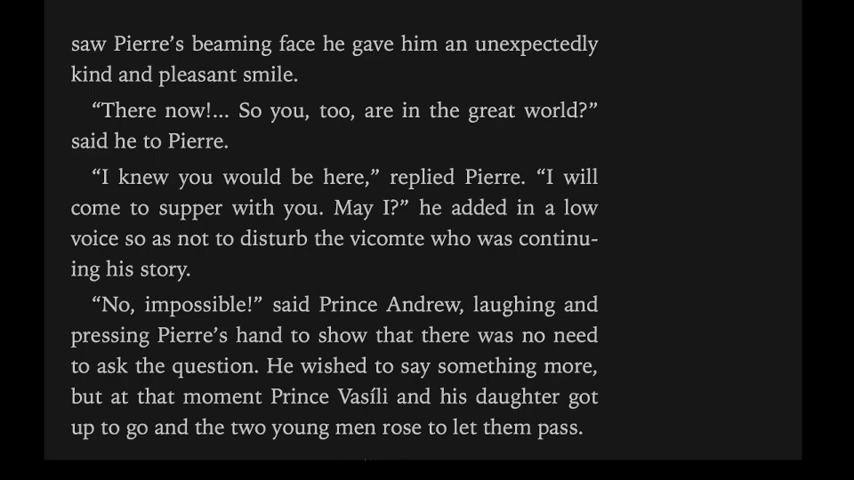 saw Pierre’s beaming face he gave him an unexpectedly
kind and pleasant smile.
“There now!... So you, too, are in the great world?”
said he to Pierre.
“I knew you would be here,” replied Pierre. “I will
come to supper with you. May I?” he added in a low
voice so as not to disturb the vicomte who was continu-
ing his story.
“No, impossible!” said Prince Andrew, laughing and
pressing Pierre’s hand to show that there was no need
to ask the question. He wished to say something more,
but at that moment Prince Vasíli and his daughter got
up to go and the two young men rose to let them pass.